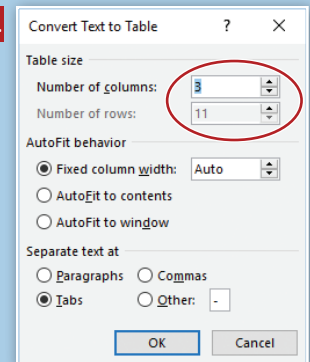 Convert Text to Table ? ×
Table size
Number of columns: 3
Number of rows: 11
AutoFit behavior
Fixed column width: Auto
AutoFit to contents
AutoFit to window
Separate text at
Paragraphs Commas
Tabs Other: -
OK Cancel